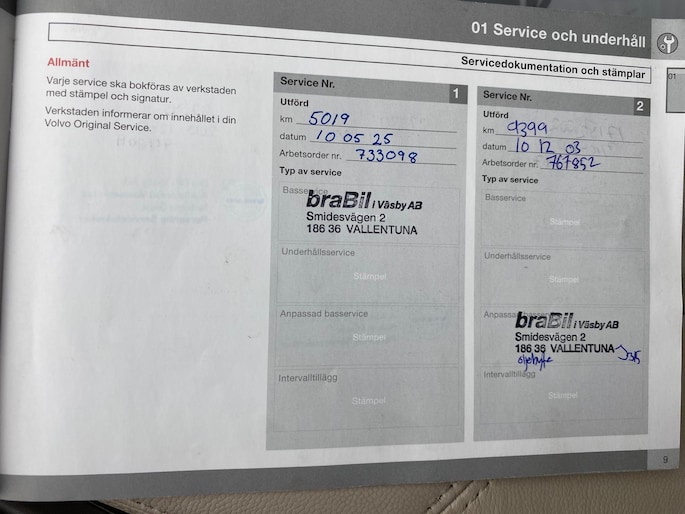 01 Service och underhåll
Servicedokumentation och stämplar
01
Allmänt
Varje service ska bokföras av verkstaden
med stämpel och signatur.
Verkstaden informerar om innehållet i din
Volvo Original Service.
Service Nr. 1
Utförd
km 5019
datum 10 05 25
Arbetsorder nr. 733098
Typ av service
Basservice
braBil i Väsby AB
Smidesvägen 2
186 36 VALLENTUNA
Underhållsservice
Stämpel
Anpassad basservice
Stämpel
Intervalltillägg
Stämpel
Service Nr. 2
Utförd
km 9399
datum 10 12 03
Arbetsorder nr. 767852
Typ av service
Basservice
Stämpel
Underhållsservice
Stämpel
Anpassad basservice
braBil i Väsby AB
Smidesvägen 2
186 36 VALLENTUNA
oljebyte
Intervalltillägg
Stämpel
9